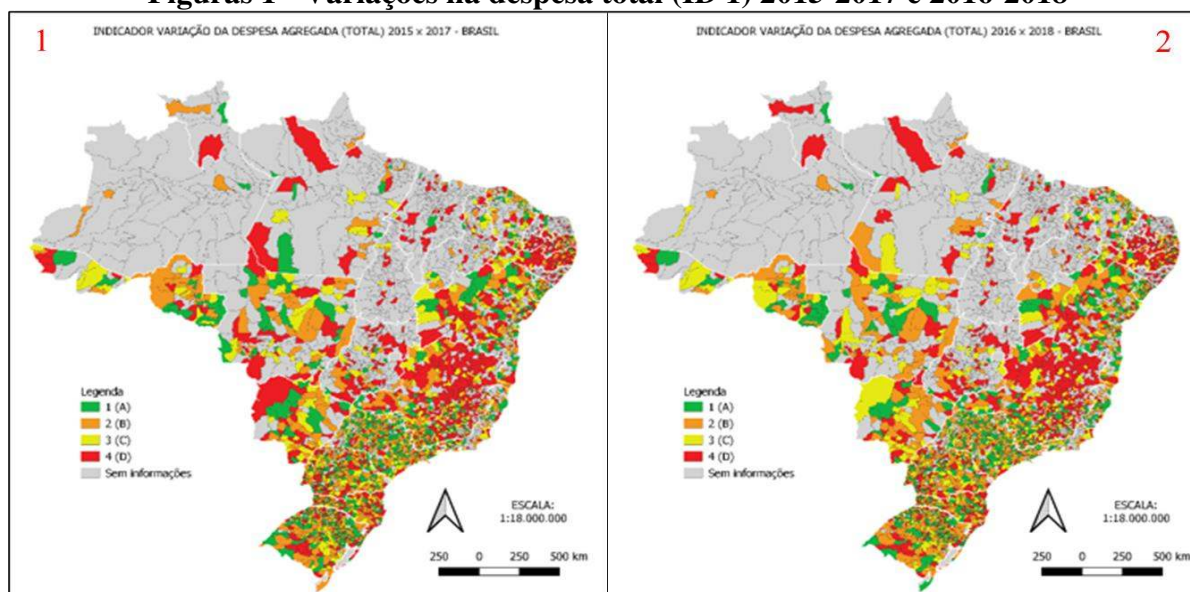 Figuras 1 - Variações na despesa total (ID 1) 2015-2017 e 2016-2018
1
INDICADOR VARIAÇÃO DA DESPESA AGREGADA (TOTAL) 2015 x 2017 - BRASIL
Legenda
1 (A)
2 (B)
3 (C)
4 (D)
Sem informações
ESCALA:
1:18.000.000
250 0 250 500 km
INDICADOR VARIAÇÃO DA DESPESA AGREGADA (TOTAL) 2016 x 2018 - BRASIL
2
Legenda
1 (A)
2 (B)
3 (C)
4 (D)
Sem informações
ESCALA:
1:18.000.000
250 0 250 500 km